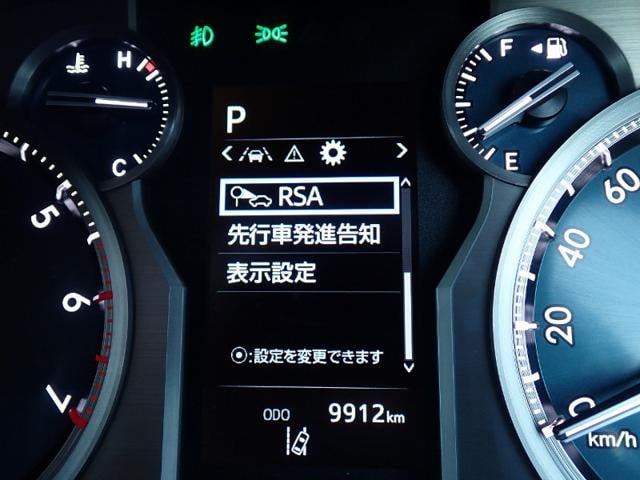 H
C
F
E
P
RSA
先行車発進告知
表示設定
:設定を変更できます
ODO 9912km
5
6
7
60
40
20
0
km/h